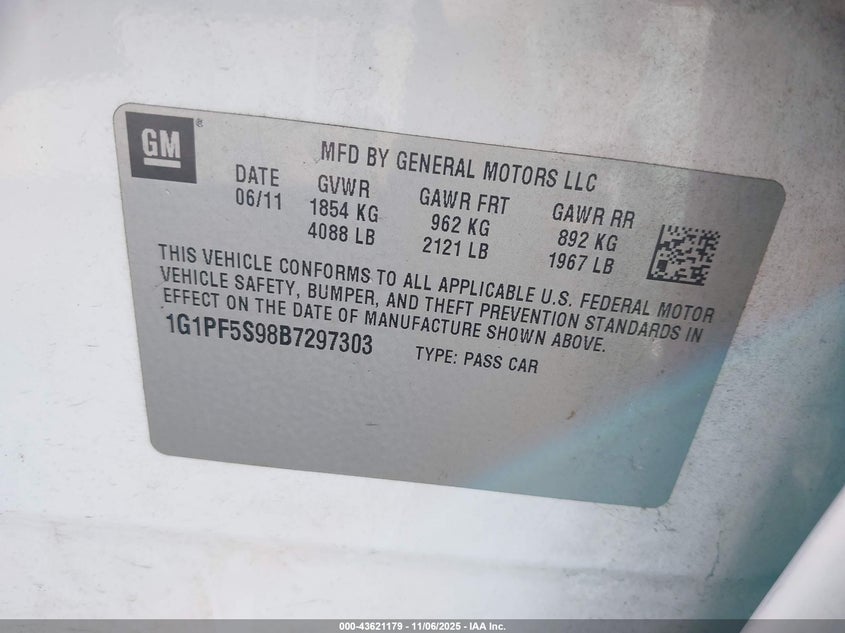 GM®
MFD BY GENERAL MOTORS LLC
DATE GVWR GAWR FRT GAWR RR
06/11 1854 KG 962 KG 892 KG
4088 LB 2121 LB 1967 LB
THIS VEHICLE CONFORMS TO ALL APPLICABLE U.S. FEDERAL MOTOR
VEHICLE SAFETY, BUMPER, AND THEFT PREVENTION STANDARDS IN
EFFECT ON THE DATE OF MANUFACTURE SHOWN ABOVE.
1G1PF5S98B7297303 TYPE: PASS CAR
000-43621179 - 11/06/2025 - IAA Inc.